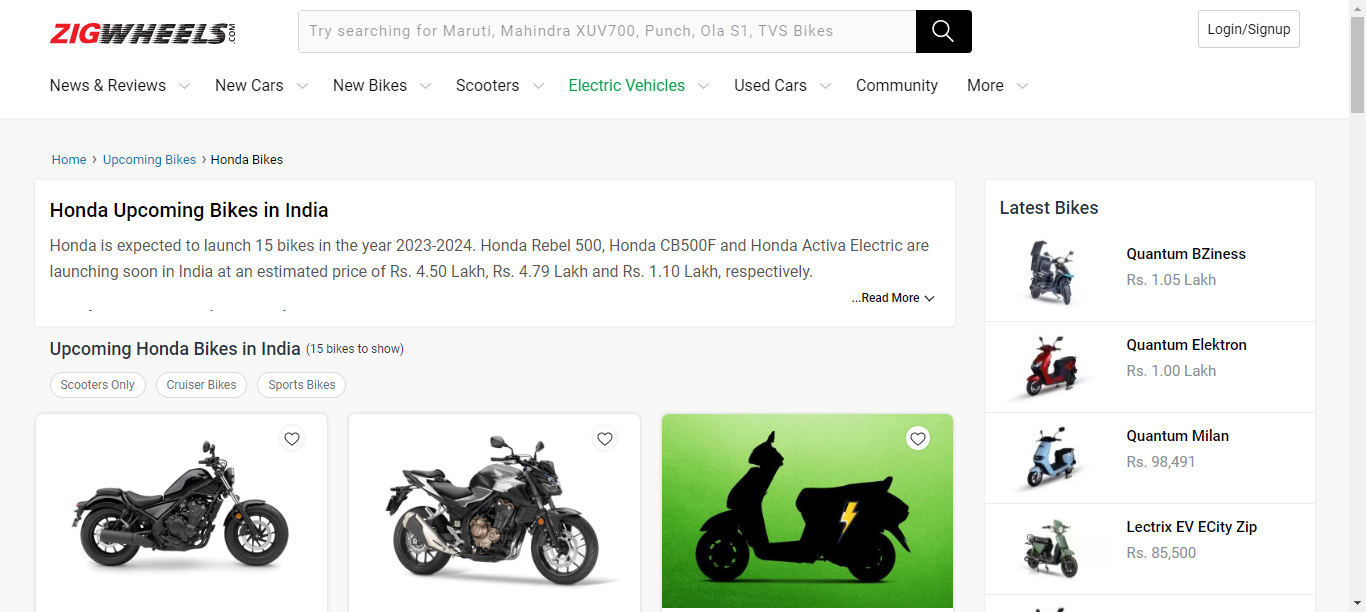 ZIGWHEELS.COM
Try searching for Maruti, Mahindra XUV700, Punch, Ola S1, TVS Bikes
Login/Signup
News & Reviews
New Cars
New Bikes
Scooters
Electric Vehicles
Used Cars
Community
More
Home › Upcoming Bikes › Honda Bikes
Honda Upcoming Bikes in India
Honda is expected to launch 15 bikes in the year 2023-2024. Honda Rebel 500, Honda CB500F and Honda Activa Electric are
launching soon in India at an estimated price of Rs. 4.50 Lakh, Rs. 4.79 Lakh and Rs. 1.10 Lakh, respectively.
...Read More
Upcoming Honda Bikes in India (15 bikes to show)
Scooters Only
Cruiser Bikes
Sports Bikes
Latest Bikes
Quantum BZiness
Rs. 1.05 Lakh
Quantum Elektron
Rs. 1.00 Lakh
Quantum Milan
Rs. 98,491
Lectrix EV ECity Zip
Rs. 85,500